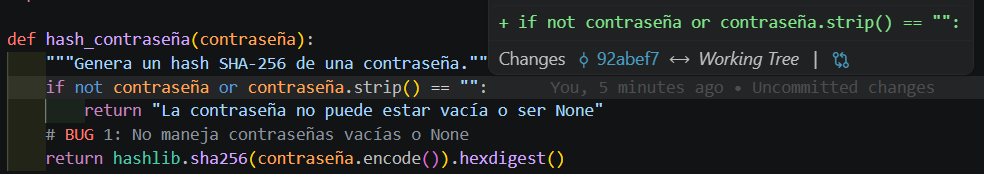 + if not contraseña or contraseña.strip() == "":
Changes 92abef7 ↔ Working Tree |
def hash_contraseña(contraseña):
"""Genera un hash SHA-256 de una contraseña.""
if not contraseña or contraseña.strip() == "": You, 5 minutes ago • Uncommitted changes
return "La contraseña no puede estar vacía o ser None"
# BUG 1: No maneja contraseñas vacías o None
return hashlib.sha256(contraseña.encode()).hexdigest()